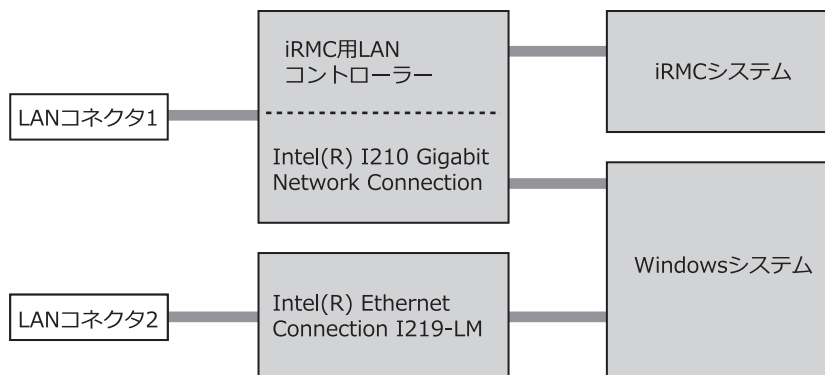 iRMC用LAN
コントローラー
iRMCシステム
LANコネクタ1
Intel(R) I210 Gigabit
Network Connection
Windowsシステム
LANコネクタ2
Intel(R) Ethernet
Connection I219-LM